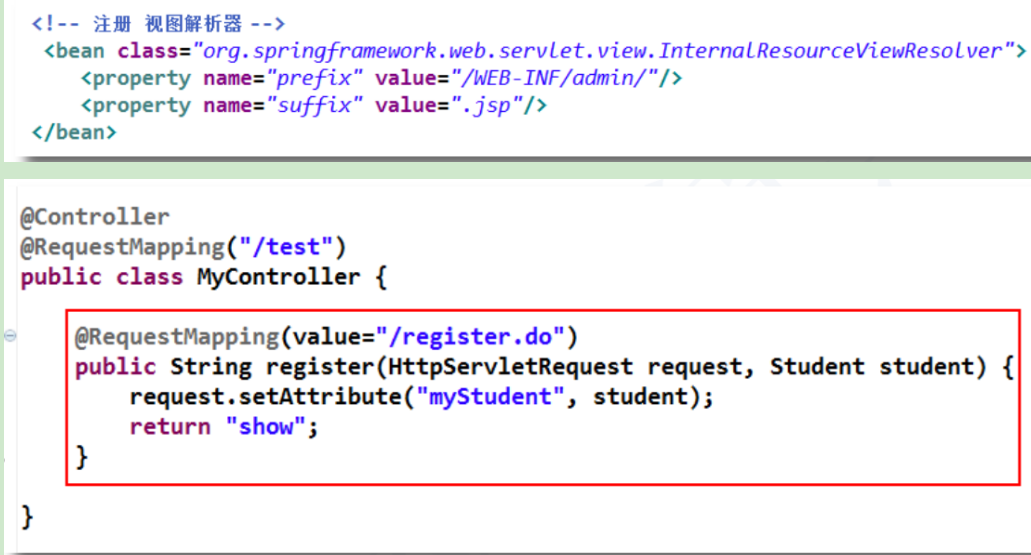 <!-- 注册 视图解析器 -->
<bean class="org.springframework.web.servlet.view.InternalResourceViewResolver">
<property name="prefix" value="/WEB-INF/admin/"/>
<property name="suffix" value=".jsp"/>
</bean>
@Controller
@RequestMapping("/test")
public class MyController {
@RequestMapping(value="/register.do")
public String register(HttpServletRequest request, Student student) {
request.setAttribute("myStudent", student);
return "show";
}
}